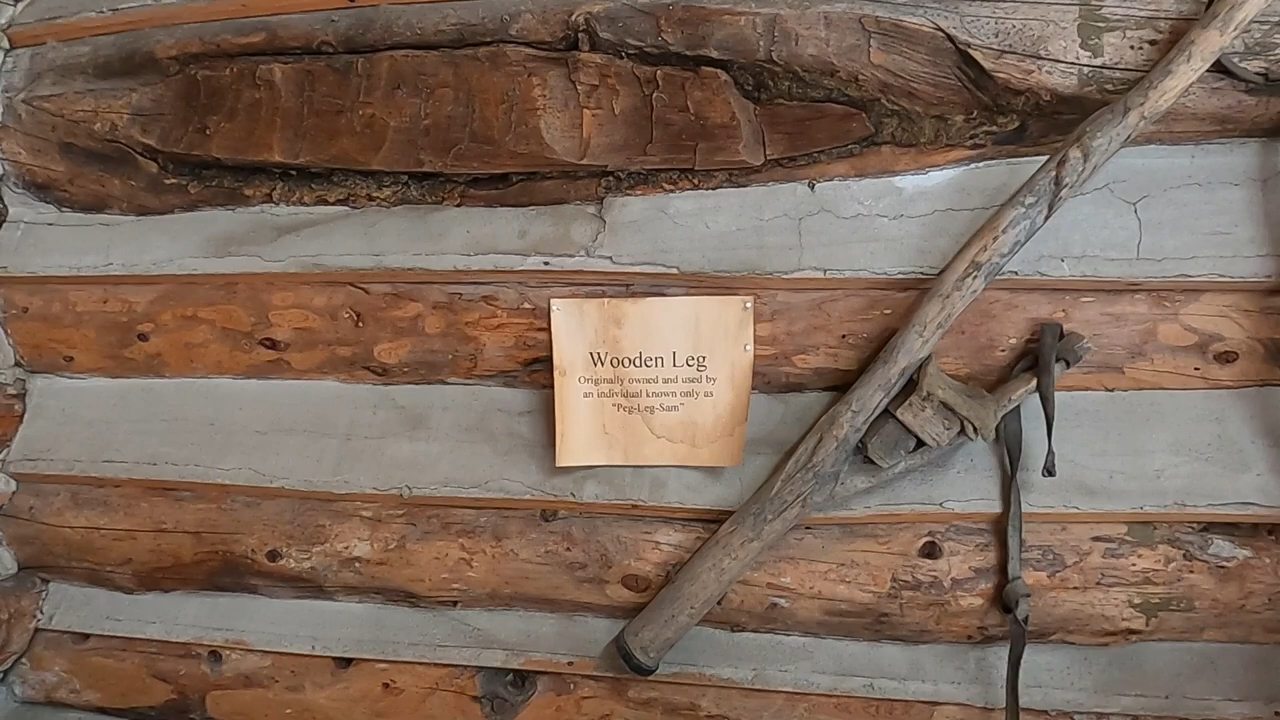 Wooden Leg
Originally owned and used by
an individual known only as
“Peg-Leg-Sam”